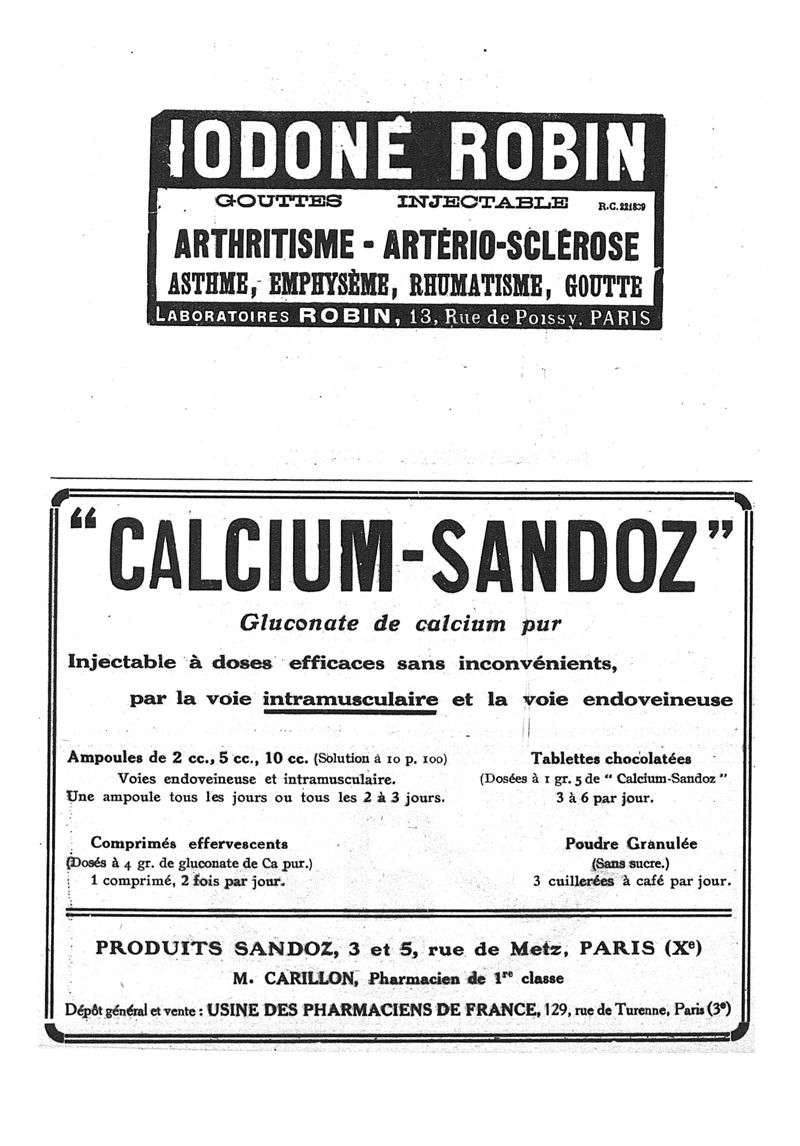 IODONÉ ROBIN
GOUTTES INJECTABLE R.C. 221839
ARTHRITISME - ARTÉRIO-SCLÉROSE
ASTHME, EMPHYSÈME, RHUMATISME, GOUTTE
LABORATOIRES ROBIN, 13, Rue de Poissy, PARIS
“CALCIUM-SANDOZ”
Gluconate de calcium pur
Injectable à doses efficaces sans inconvénients,
par la voie intramusculaire et la voie endoveineuse
Ampoules de 2 cc., 5 cc., 10 cc. (Solution à 10 p. 100)
Voies endoveineuse et intramusculaire.
Une ampoule tous les jours ou tous les 2 à 3 jours.
Tablettes chocolatées
(Dosées à 1 gr. 5 de “ Calcium-Sandoz ”
3 à 6 par jour.
Comprimés effervescents
(Dosés à 4 gr. de gluconate de Ca pur.)
1 comprimé, 2 fois par jour.
Poudre Granulée
(Sans sucre.)
3 cuillerées à café par jour.
PRODUITS SANDOZ, 3 et 5, rue de Metz, PARIS (Xe)
M. CARILLON, Pharmacien de 1re classe
Dépôt général et vente : USINE DES PHARMACIENS DE FRANCE, 129, rue de Turenne, Paris (3e)